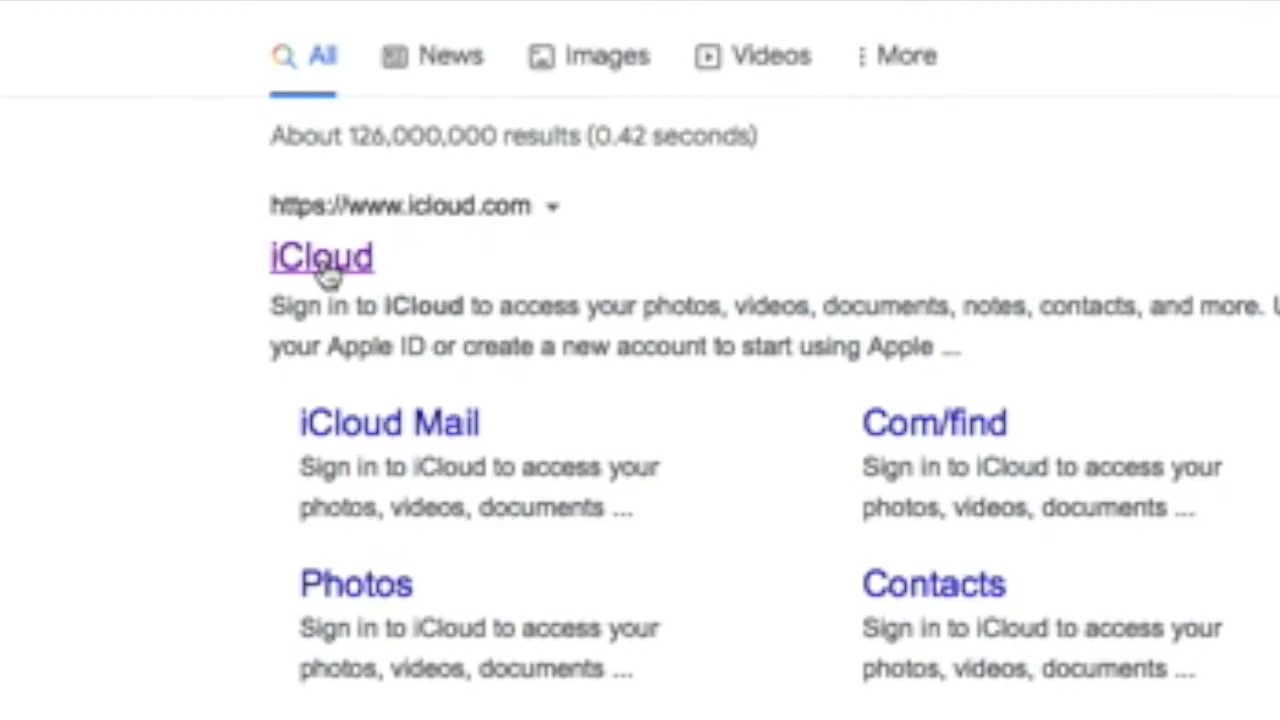 All News Images Videos More
About 126,000,000 results (0.42 seconds)
https://www.icloud.com
iCloud
Sign in to iCloud to access your photos, videos, documents, notes, contacts, and more.
your Apple ID or create a new account to start using Apple ...
iCloud Mail
Sign in to iCloud to access your
photos, videos, documents ...
Com/find
Sign in to iCloud to access your
photos, videos, documents ...
Photos
Sign in to iCloud to access your
photos, videos, documents ...
Contacts
Sign in to iCloud to access your
photos, videos, documents ...